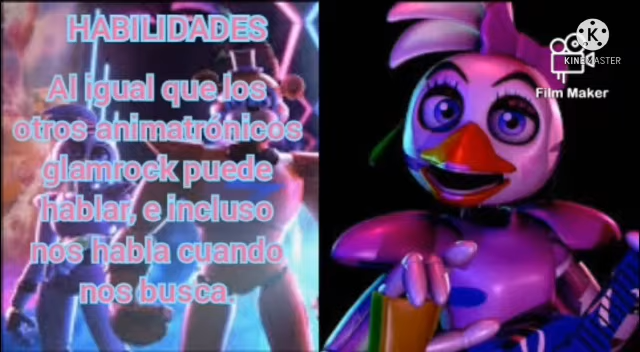 HABILIDADES
Al igual que los
otros animatrónicos
glamrock puede
hablar, e incluso
nos habla cuando
nos busca.
K
KINEMASTER
Film Maker